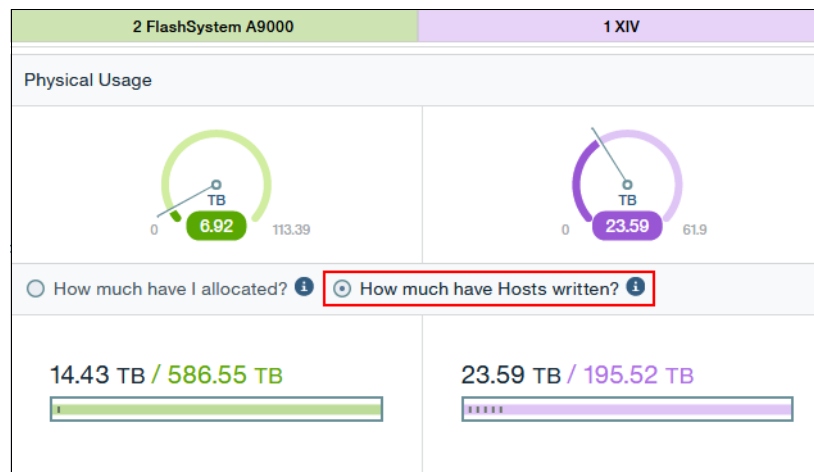 2 FlashSystem A9000 1 XIV
Physical Usage
TB TB
0 6.92 113.39 0 23.59 61.9
How much have I allocated? i How much have Hosts written? i
14.43 TB / 586.55 TB 23.59 TB / 195.52 TB